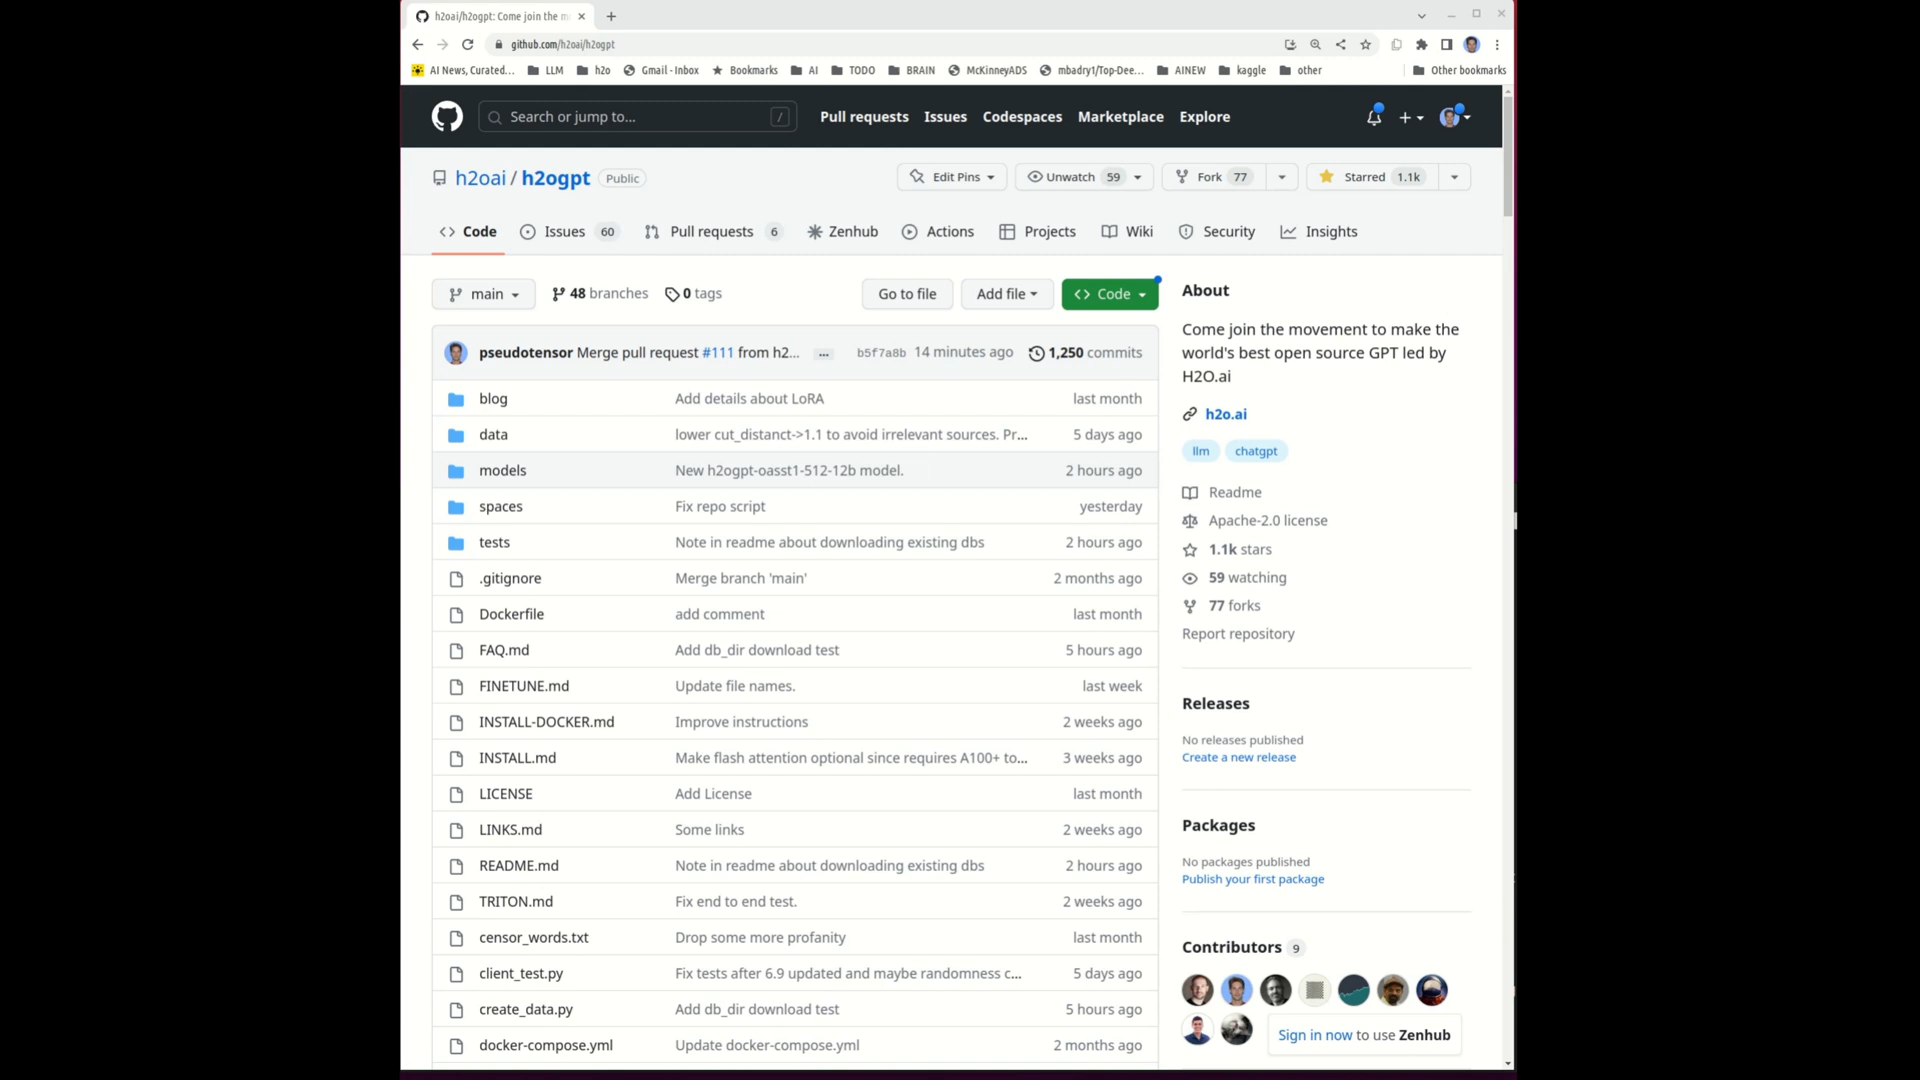 h2oai/h2ogpt: Come join the m
github.com/h2oai/h2ogpt
AI News, Curated... LLM h2o Gmail - Inbox Bookmarks AI TODO BRAIN McKinneyADS mbadry1/Top-Dee... AINEW kaggle other Other bookmarks
Search or jump to... / Pull requests Issues Codespaces Marketplace Explore
h2oai / h2ogpt Public Edit Pins Unwatch 59 Fork 77 Starred 1.1k
Code Issues 60 Pull requests 6 Zenhub Actions Projects Wiki Security Insights
main 48 branches 0 tags Go to file Add file Code
pseudotensor Merge pull request #111 from h2... ... b5f7a8b 14 minutes ago 1,250 commits
blog Add details about LoRA last month
data lower cut_distanct->1.1 to avoid irrelevant sources. Pr... 5 days ago
models New h2ogpt-oasst1-512-12b model. 2 hours ago
spaces Fix repo script yesterday
tests Note in readme about downloading existing dbs 2 hours ago
.gitignore Merge branch 'main' 2 months ago
Dockerfile add comment last month
FAQ.md Add db_dir download test 5 hours ago
FINETUNE.md Update file names. last week
INSTALL-DOCKER.md Improve instructions 2 weeks ago
INSTALL.md Make flash attention optional since requires A100+ to... 3 weeks ago
LICENSE Add License last month
LINKS.md Some links 2 weeks ago
README.md Note in readme about downloading existing dbs 2 hours ago
TRITON.md Fix end to end test. 2 weeks ago
censor_words.txt Drop some more profanity last month
client_test.py Fix tests after 6.9 updated and maybe randomness c... 5 days ago
create_data.py Add db_dir download test 5 hours ago
docker-compose.yml Update docker-compose.yml 2 months ago
About
Come join the movement to make the
world's best open source GPT led by
H2O.ai
h2o.ai
llm chatgpt
Readme
Apache-2.0 license
1.1k stars
59 watching
77 forks
Report repository
Releases
No releases published
Create a new release
Packages
No packages published
Publish your first package
Contributors 9
Sign in now to use Zenhub